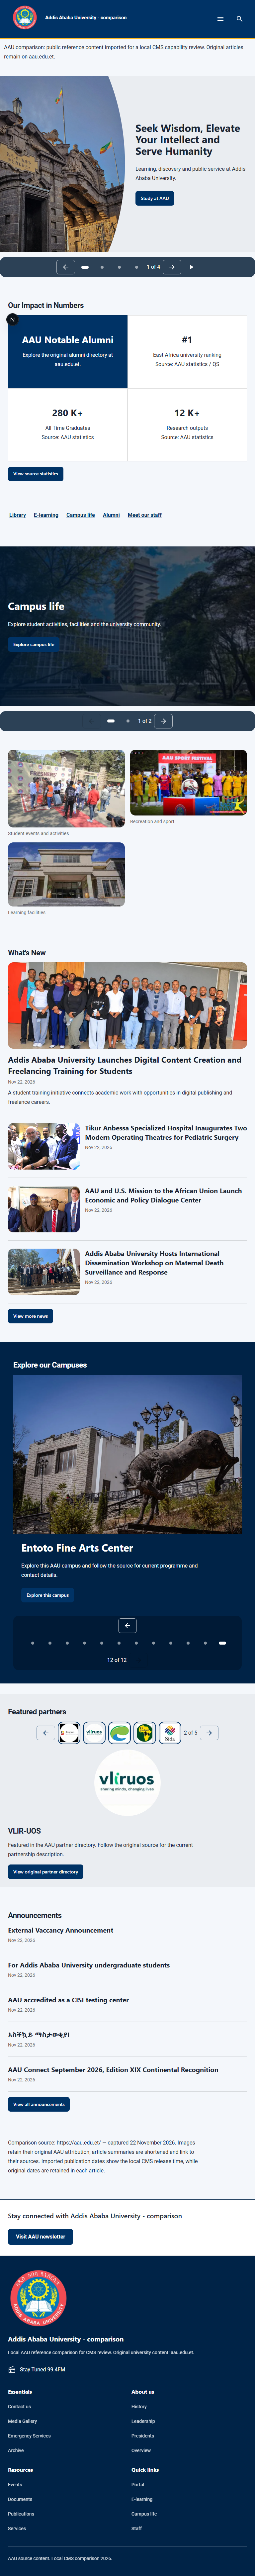 Addis Ababa University - comparison
AAU comparison: public reference content imported for a local CMS capability review. Original articles
remain on aau.edu.et.
Seek Wisdom, Elevate
Your Intellect and
Serve Humanity
Learning, discovery and public service at Addis
Ababa University.
Study at AAU
1 of 4
Our Impact in Numbers
N
AAU Notable Alumni
Explore the original alumni directory at
aau.edu.et.
#1
East Africa university ranking
Source: AAU statistics / QS
280 K+
All Time Graduates
Source: AAU statistics
12 K+
Research outputs
Source: AAU statistics
View source statistics
Library E-learning Campus life Alumni Meet our staff
Campus life
Explore student activities, facilities and the university community.
Explore campus life
1 of 2
Student events and activities
AAU SPORT FESTIVAL
Recreation and sport
Learning facilities
What's New
Addis Ababa University Launches Digital Content Creation and
Freelancing Training for Students
Nov 22, 2026
A student training initiative connects academic work with opportunities in digital publishing and
freelance careers.
Tikur Anbessa Specialized Hospital Inaugurates Two
Modern Operating Theatres for Pediatric Surgery
Nov 22, 2026
AAU and U.S. Mission to the African Union Launch
Economic and Policy Dialogue Center
Nov 22, 2026
Addis Ababa University Hosts International
Dissemination Workshop on Maternal Death
Surveillance and Response
Nov 22, 2026
View more news
Explore our Campuses
Entoto Fine Arts Center
Explore this AAU campus and follow the source for current programme and
contact details.
Explore this campus
12 of 12
Featured partners
vliruos
Nida
2 of 5
vliruos
sharing minds, changing lives
VLIR-UOS
Featured in the AAU partner directory. Follow the original source for the current
partnership description.
View original partner directory
Announcements
External Vaccancy Announcement
Nov 22, 2026
For Addis Ababa University undergraduate students
Nov 22, 2026
AAU accredited as a CISI testing center
Nov 22, 2026
አስቸኳይ ማስታወቂያ!
Nov 22, 2026
AAU Connect September 2026, Edition XIX Continental Recognition
Nov 22, 2026
View all announcements
Comparison source: https://aau.edu.et/ — captured 22 November 2026. Images
retain their original AAU attribution; article summaries are shortened and link to
their sources. Imported publication dates show the local CMS release time, while
original dates are retained in each article.
Stay connected with Addis Ababa University - comparison
Visit AAU newsletter
ADDIS ABABA UNIVERSITY
Addis Ababa University - comparison
Local AAU reference comparison for CMS review. Original university content: aau.edu.et.
Stay Tuned 99.4FM
Essentials
Contact us
Media Gallery
Emergency Services
Archive
About us
History
Leadership
Presidents
Overview
Resources
Events
Documents
Publications
Services
Quick links
Portal
E-learning
Campus life
Staff
AAU source content. Local CMS comparison 2026.